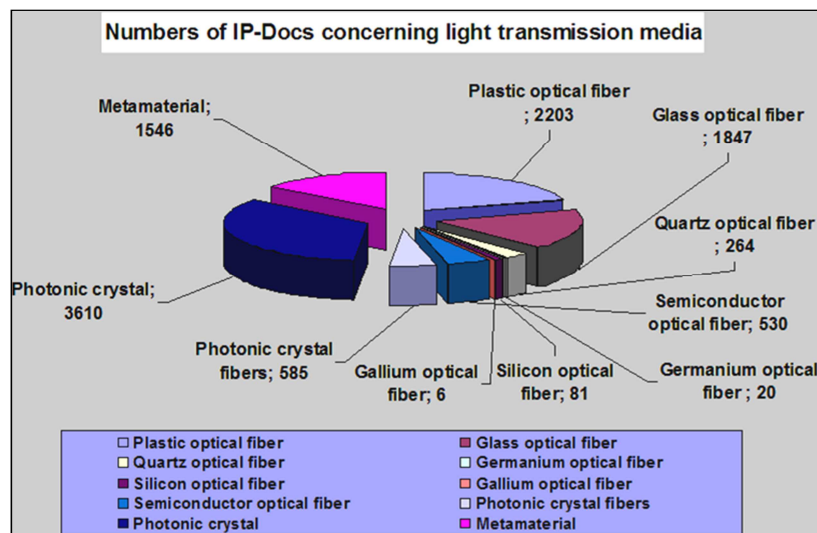 Numbers of IP-Docs concerning light transmission media
Plastic optical fiber
; 2203
Glass optical fiber
; 1847
Metamaterial;
1546
Quartz optical fiber
; 264
Photonic crystal;
3610
Semiconductor
optical fiber; 530
Photonic crystal
fibers; 585
Gallium optical
fiber; 6
Silicon optical
fiber; 81
Germanium optical
fiber ; 20
Plastic optical fiber
Glass optical fiber
Quartz optical fiber
Germanium optical fiber
Silicon optical fiber
Gallium optical fiber
Semiconductor optical fiber
Photonic crystal fibers
Photonic crystal
Metamaterial